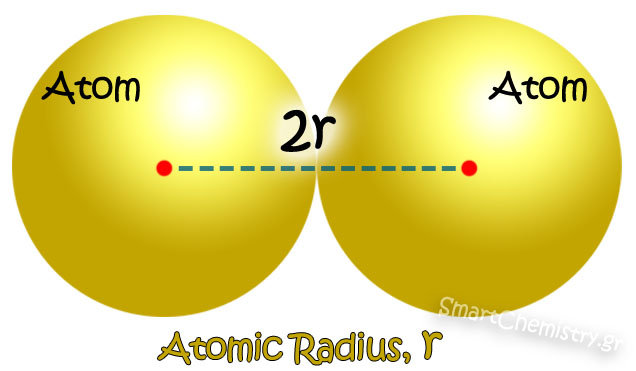 Atom
Atom
2r
SmartChemistry.gr
Atomic Radius, r